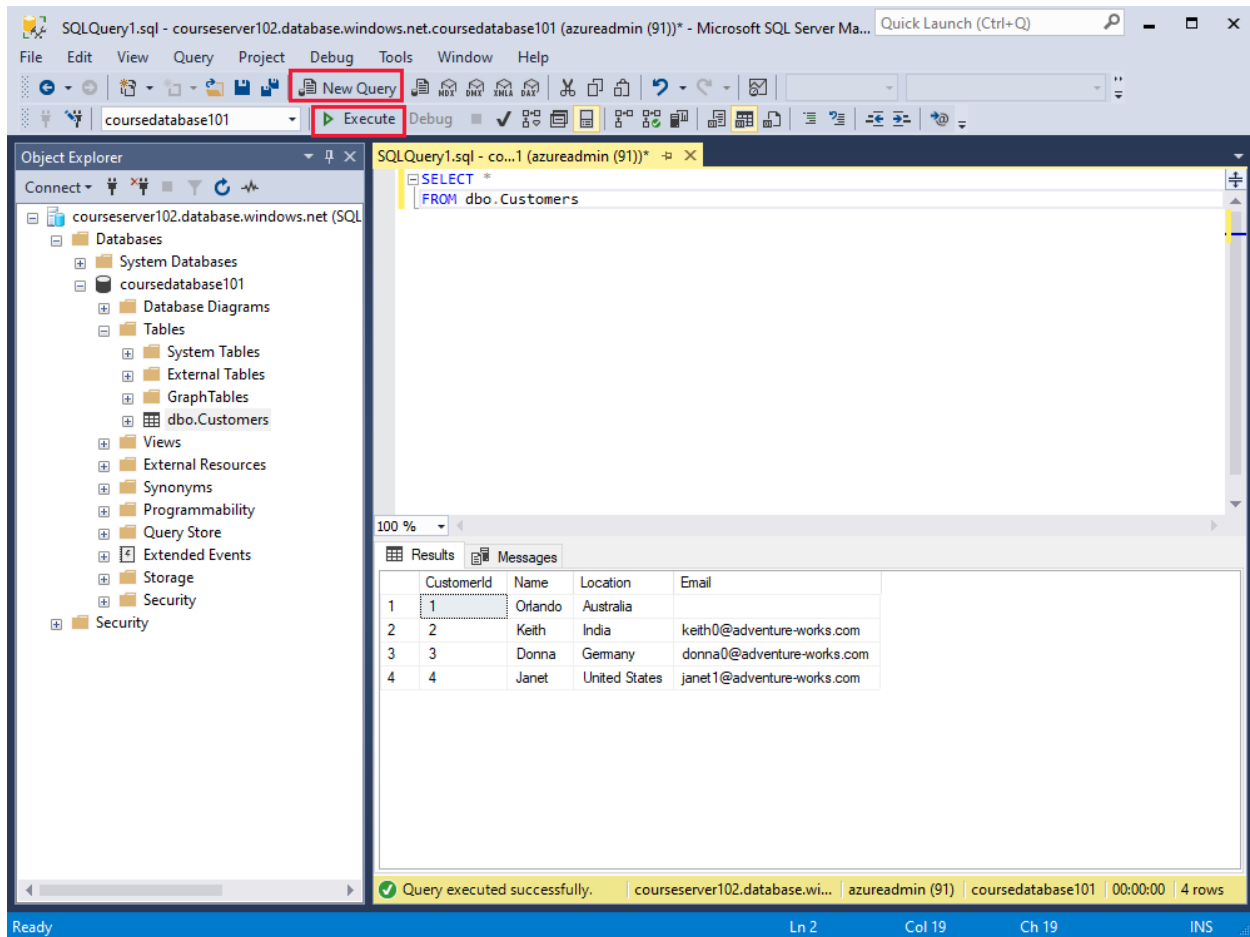 SQLQuery1.sql - courseserver102.database.windows.net.coursedatabase101 (azureadmin (91))* - Microsoft SQL Server Ma...
Quick Launch (Ctrl+Q)
File Edit View Query Project Debug Tools Window Help
New Query MDX DMX XMLA DAX
coursedatabase101 Execute Debug
Object Explorer
Connect
courseserver102.database.windows.net (SQL
Databases
System Databases
coursedatabase101
Database Diagrams
Tables
System Tables
External Tables
GraphTables
dbo.Customers
Views
External Resources
Synonyms
Programmability
Query Store
Extended Events
Storage
Security
Security
SQLQuery1.sql - co...1 (azureadmin (91))*
SELECT *
FROM dbo.Customers
100 %
Results Messages
CustomerId Name Location Email
1 1 Orlando Australia
2 2 Keith India keith0@adventure-works.com
3 3 Donna Germany donna0@adventure-works.com
4 4 Janet United States janet1@adventure-works.com
Query executed successfully. courseserver102.database.wi... azureadmin (91) coursedatabase101 00:00:00 4 rows
Ready Ln 2 Col 19 Ch 19 INS